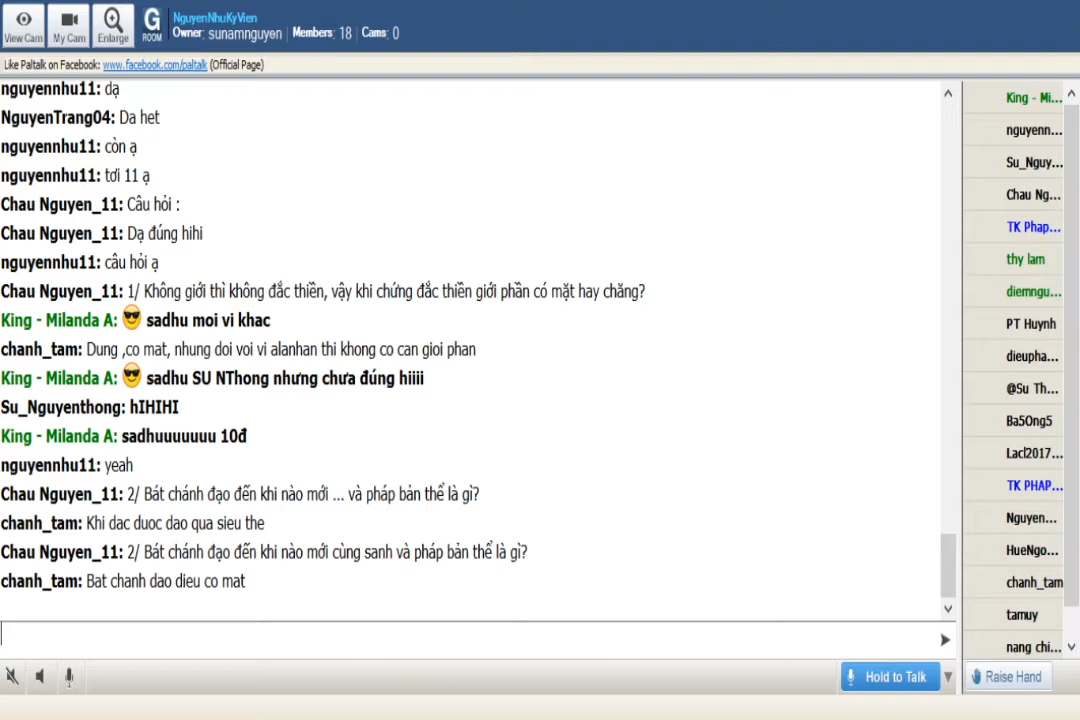 View Cam
My Cam
Enlarge
G
ROOM
NguyenNhuKyVien
Owner: sunamnguyen Members: 18 Cams: 0
Like Paltalk on Facebook: www.facebook.com/paltalk (Official Page)
nguyennhu11: dạ
NguyenTrang04: Da het
nguyennhu11: còn ạ
nguyennhu11: tơi 11 ạ
Chau Nguyen_11: Câu hỏi :
Chau Nguyen_11: Dạ đúng hihi
nguyennhu11: câu hỏi ạ
Chau Nguyen_11: 1/ Không giới thì không đắc thiền, vậy khi chứng đắc thiền giới phần có mặt hay chăng?
King - Milanda A: sadhu moi vi khac
chanh_tam: Dung ,co mat, nhung doi voi vi alanhan thi khong co can gioi phan
King - Milanda A: sadhu SU NThong nhưng chưa đúng hiiii
Su_Nguyenthong: hIHIHI
King - Milanda A: sadhuuuuuuu 10đ
nguyennhu11: yeah
Chau Nguyen_11: 2/ Bát chánh đạo đến khi nào mới ... và pháp bản thể là gì?
chanh_tam: Khi dac duoc dao qua sieu the
Chau Nguyen_11: 2/ Bát chánh đạo đến khi nào mới cùng sanh và pháp bản thể là gì?
chanh_tam: Bat chanh dao dieu co mat
King - Mi...
nguyenn...
Su_Nguy...
Chau Ng...
TK Phap...
thy lam
diemngu...
PT Huynh
dieupha...
@Su Th...
Ba5Ong5
Lacl2017...
TK PHAP...
Nguyen...
HueNgo...
chanh_tam
tamuy
nang chi...
Hold to Talk
Raise Hand